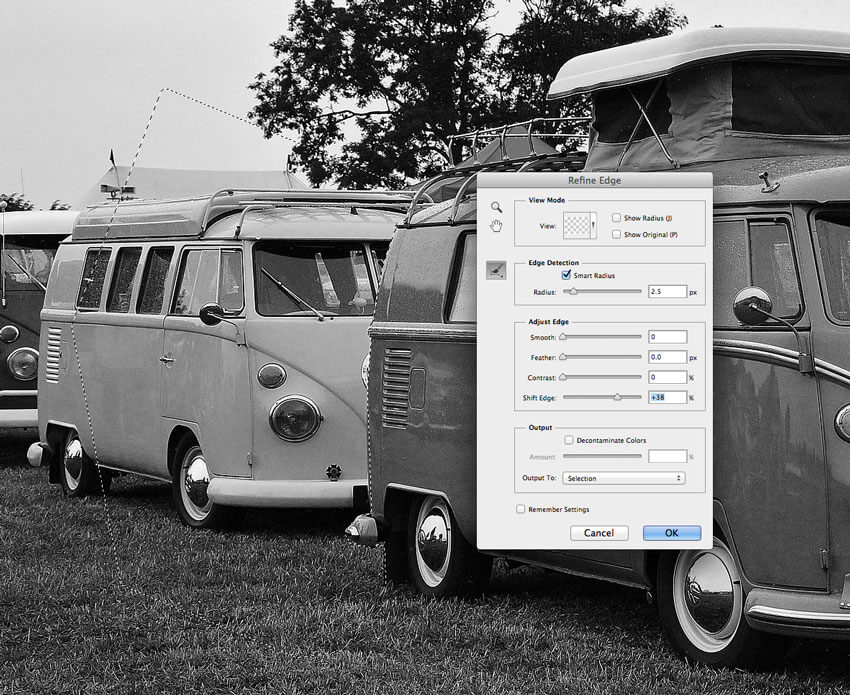 Refine Edge
View Mode
View:
Show Radius (J)
Show Original (P)
Edge Detection
Smart Radius
Radius: 2.5 px
Adjust Edge
Smooth: 0
Feather: 0.0 px
Contrast: 0 %
Shift Edge: +38 %
Output
Decontaminate Colors
Amount: %
Output To: Selection
Remember Settings
Cancel OK